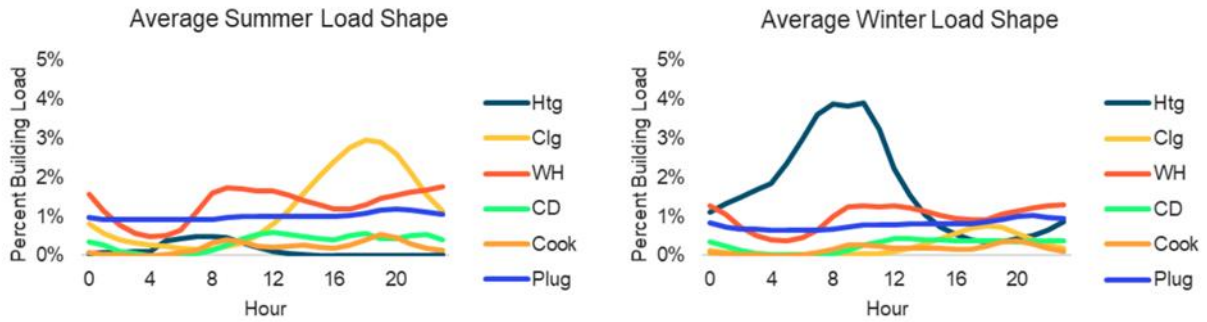 Average Summer Load Shape
Percent Building Load
5%
4%
3%
2%
1%
0%
0 4 8 12 16 20
Hour
Htg
Clg
WH
CD
Cook
Plug
Average Winter Load Shape
Percent Building Load
5%
4%
3%
2%
1%
0%
0 4 8 12 16 20
Hour
Htg
Clg
WH
CD
Cook
Plug